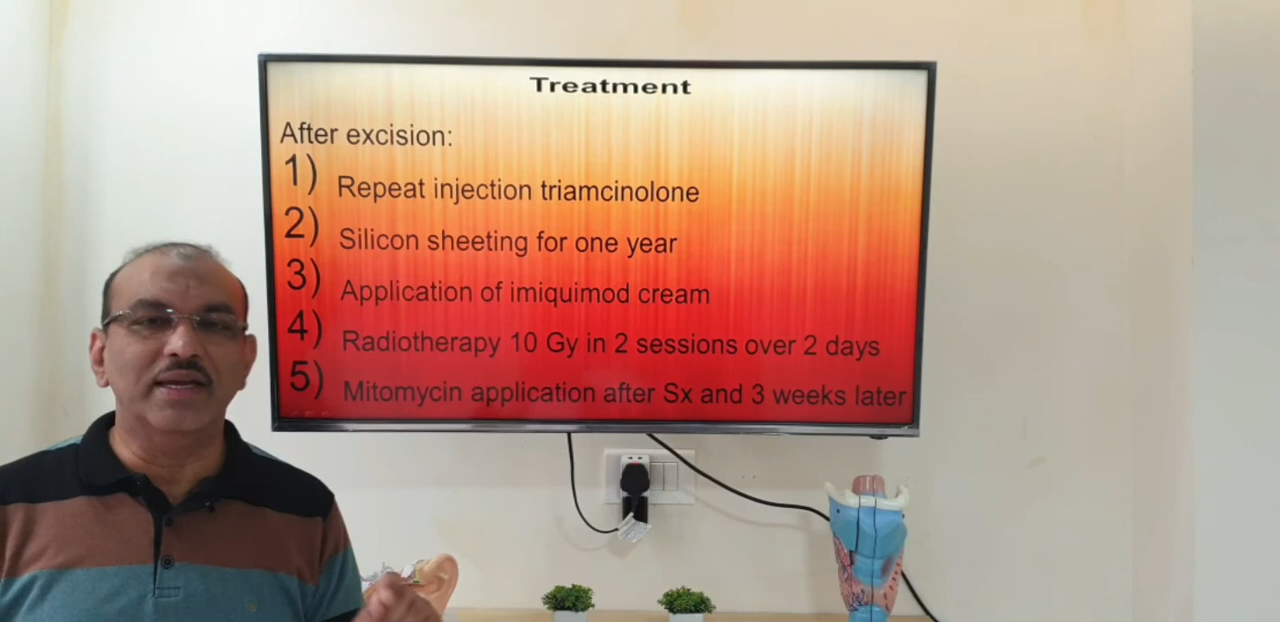 Treatment
After excision:
1) Repeat injection triamcinolone
2) Silicon sheeting for one year
3) Application of imiquimod cream
4) Radiotherapy 10 Gy in 2 sessions over 2 days
5) Mitomycin application after Sx and 3 weeks later